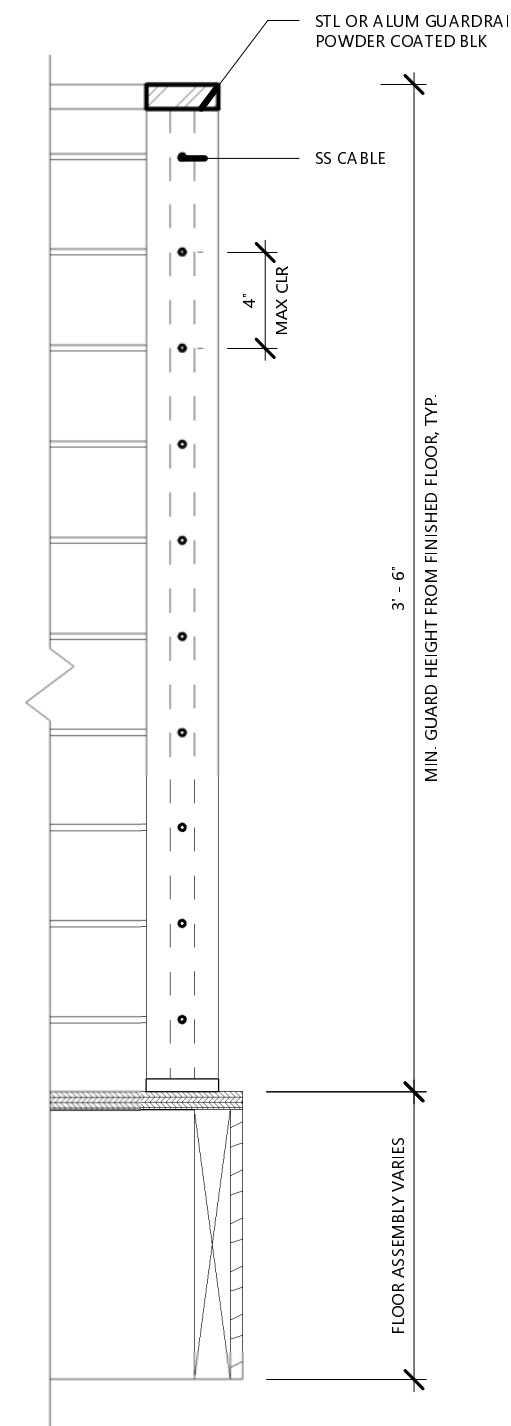 STL OR ALUM GUARDRAI
POWDER COATED BLK
SS CABLE
4"
MAX CLR
3' - 6"
MIN. GUARD HEIGHT FROM FINISHED FLOOR, TYP.
FLOOR ASSEMBLY VARIES